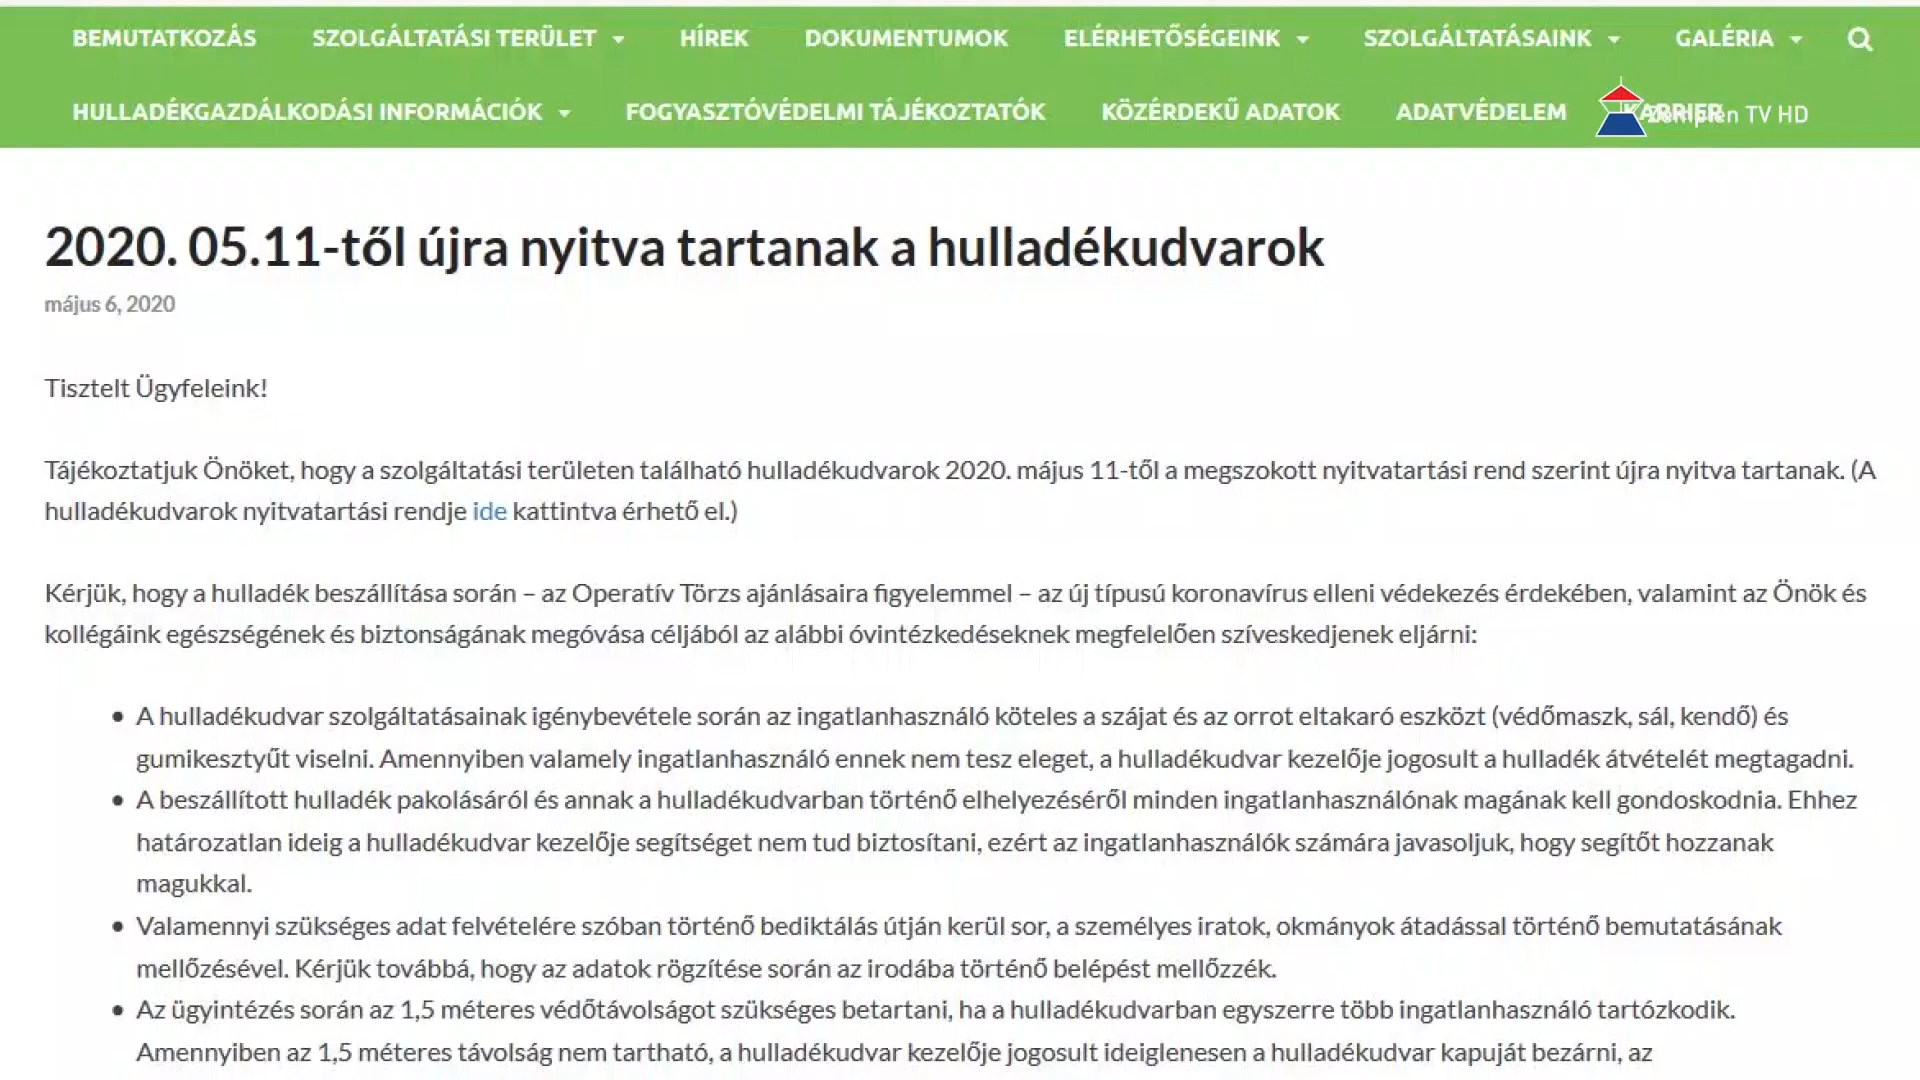 BEMUTATKOZÁS SZOLGÁLTATÁSI TERÜLET HÍREK DOKUMENTUMOK ELÉRHETŐSÉGEINK SZOLGÁLTATÁSAINK GALÉRIA
HULLADÉKGAZDÁLKODÁSI INFORMÁCIÓK FOGYASZTÓVÉDELMI TÁJÉKOZTATÓK KÖZÉRDEKŰ ADATOK ADATVÉDELEM KARRIER
Zemplén TV HD
2020. 05.11-től újra nyitva tartanak a hulladékudvarok
május 6, 2020
Tisztelt Ügyfeleink!
Tájékoztatjuk Önöket, hogy a szolgáltatási területen található hulladékudvarok 2020. május 11-től a megszokott nyitvatartási rend szerint újra nyitva tartanak. (A
hulladékudvarok nyitvatartási rendje ide kattintva érhető el.)
Kérjük, hogy a hulladék beszállítása során – az Operatív Törzs ajánlásaira figyelemmel – az új típusú koronavírus elleni védekezés érdekében, valamint az Önök és
kollégáink egészségének és biztonságának megóvása céljából az alábbi óvintézkedéseknek megfelelően szíveskedjenek eljárni:
• A hulladékudvar szolgáltatásainak igénybevétele során az ingatlanhasználó köteles a szájat és az orrot eltakaró eszközt (védőmaszk, sál, kendő) és
gumikesztyűt viselni. Amennyiben valamely ingatlanhasználó ennek nem tesz eleget, a hulladékudvar kezelője jogosult a hulladék átvételét megtagadni.
• A beszállított hulladék pakolásáról és annak a hulladékudvarban történő elhelyezéséről minden ingatlanhasználónak magának kell gondoskodnia. Ehhez
határozatlan ideig a hulladékudvar kezelője segítséget nem tud biztosítani, ezért az ingatlanhasználók számára javasoljuk, hogy segítőt hozzanak
magukkal.
• Valamennyi szükséges adat felvételére szóban történő bediktálás útján kerül sor, a személyes iratok, okmányok átadással történő bemutatásának
mellőzésével. Kérjük továbbá, hogy az adatok rögzítése során az irodába történő belépést mellőzzék.
• Az ügyintézés során az 1,5 méteres védőtávolságot szükséges betartani, ha a hulladékudvarban egyszerre több ingatlanhasználó tartózkodik.
Amennyiben az 1,5 méteres távolság nem tartható, a hulladékudvar kezelője jogosult ideiglenesen a hulladékudvar kapuját bezárni, az